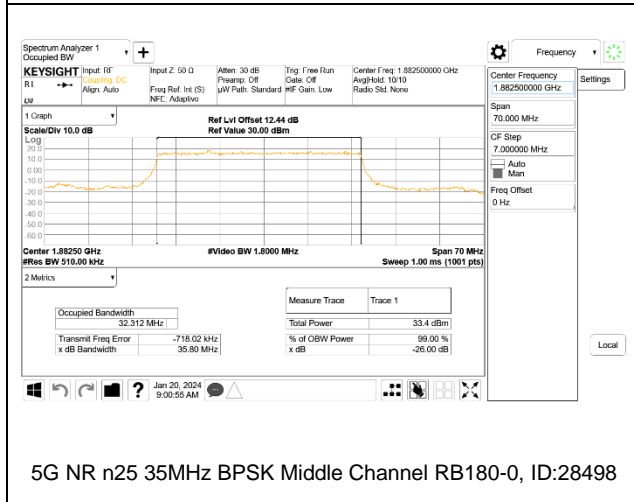 Spectrum Analyzer 1
Occupied BW
Frequency
KEYSIGHT Input: RF Input Z: 50 Ω Atten: 30 dB Trig: Free Run Center Freq: 1.882500000 GHz
Coupling: DC Preamp: Off Gate: Off Avg|Hold: 10/10
Align: Auto Freq Ref: Int (S) µW Path: Standard #IF Gain: Low Radio Std: None
NFE: Adaptive
Center Frequency
1.882500000 GHz
Settings
Span
70.000 MHz
CF Step
7.000000 MHz
Auto
Man
Freq Offset
0 Hz
Local
1 Graph
Scale/Div 10.0 dB
Ref Lvl Offset 12.44 dB
Ref Value 30.00 dBm
Log
20.0
10.0
0.00
-10.0
-20.0
-30.0
-40.0
-50.0
-60.0
Center 1.88250 GHz #Video BW 1.8000 MHz Span 70 MHz
#Res BW 510.00 kHz Sweep 1.00 ms (1001 pts)
2 Metrics
Measure Trace Trace 1
Occupied Bandwidth
32.312 MHz
Total Power 33.4 dBm
Transmit Freq Error -718.02 kHz % of OBW Power 99.00 %
x dB Bandwidth 35.80 MHz x dB -26.00 dB
? Jan 20, 2024
9:00:55 AM
5G NR n25 35MHz BPSK Middle Channel RB180-0, ID:28498